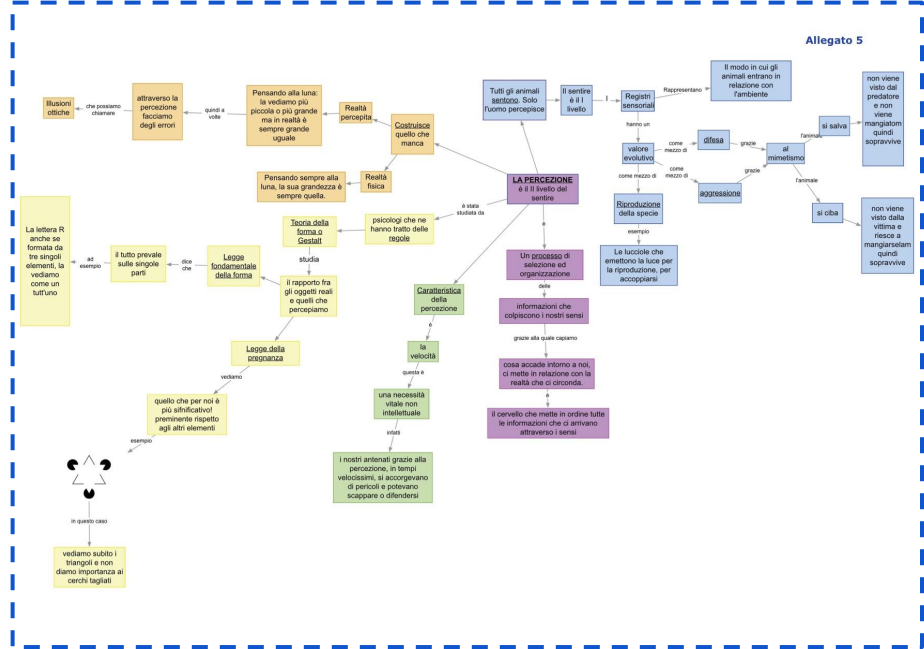 Allegato 5
Illusioni
ottiche
che possiamo
chiamare
attraverso la
percezione
facciamo
degli errori
quindi a
volte
Pensando alla luna:
la vediamo più
piccola o più grande
ma in realtà è
sempre grande
uguale
Realtà
percepita
Costruisce
quello che
manca
Pensando sempre alla
luna, la sua grandezza è
sempre quella.
Realtà
fisica
Tutti gli animali
sentono. Solo
l'uomo percepisce
Il sentire
è il I
livello
I
Registri
sensoriali
Rappresentano
Il modo in cui gli
animali entrano in
relazione con
l'ambiente
hanno un
valore
evolutivo
come
mezzo di
difesa
grazie
come
mezzo di
aggressione
grazie
al
mimetismo
l'animale
si salva
non viene
visto dal
predatore
e non
viene
mangiatom
quindi
sopravvive
l'animale
si ciba
non viene
visto dalla
vittima e
riesce a
mangiarselam
quindi
sopravvive
come mezzo di
Riproduzione
della specie
esempio
Le lucciole che
emettono la luce per
la riproduzione, per
accoppiarsi
LA PERCEZIONE
è il II livello del
sentire
è stata
studiata da
psicologi che ne
hanno tratto delle
regole
Teoria della
forma o
Gestalt
studia
il rapporto fra
gli oggetti reali
e quelli che
percepiamo
Legge
fondamentale
della forma
dice
che
il tutto prevale
sulle singole
parti
ad
esempio
La lettera R
anche se
formata da
tre singoli
elementi, la
vediamo
come un
tutt'uno
Legge della
pregnanza
vediamo
quello che per noi è
più sifnificativo!
preminente rispetto
agli altri elementi
esempio
in questo caso
vediamo subito i
triangoli e non
diamo importanza ai
cerchi tagliati
Caratteristica
della
percezione
è
la
velocità
questa è
una necessità
vitale non
intellettuale
infatti
i nostri antenati grazie alla
percezione, in tempi
velocissimi, si accorgevano
di pericoli e potevano
scappare o difendersi
è
Un processo di
selezione ed
organizzazione
delle
informazioni che
colpiscono i nostri sensi
grazie alla quale capiamo
cosa accade intorno a noi,
ci mette in relazione con la
realtà che ci circonda.
è
il cervello che mette in ordine tutte
le informazioni che ci arrivano
attraverso i sensi